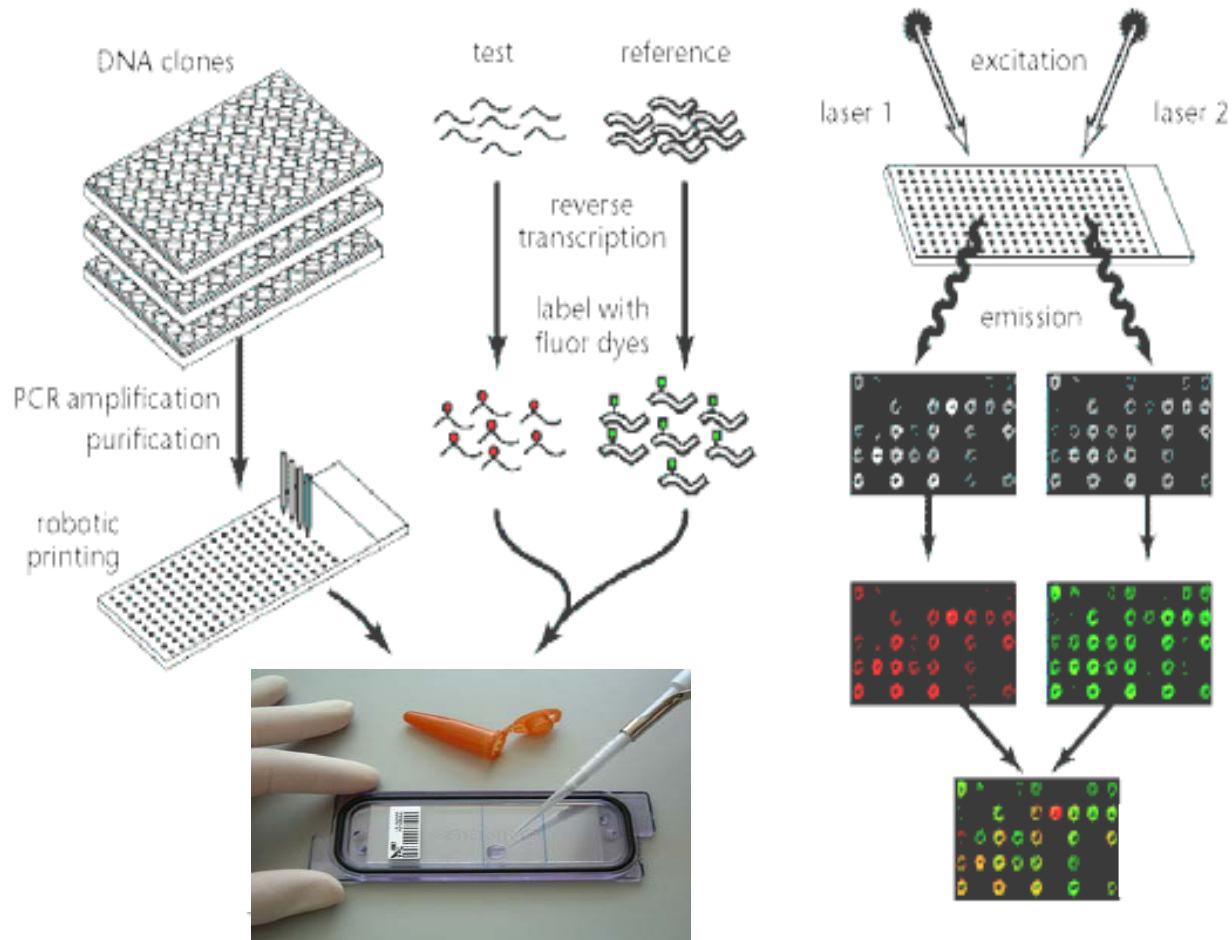 DNA clones
PCR amplification
purification
robotic
printing
test
reference
reverse
transcription
label with
fluor dyes
excitation
laser 1
laser 2
emission